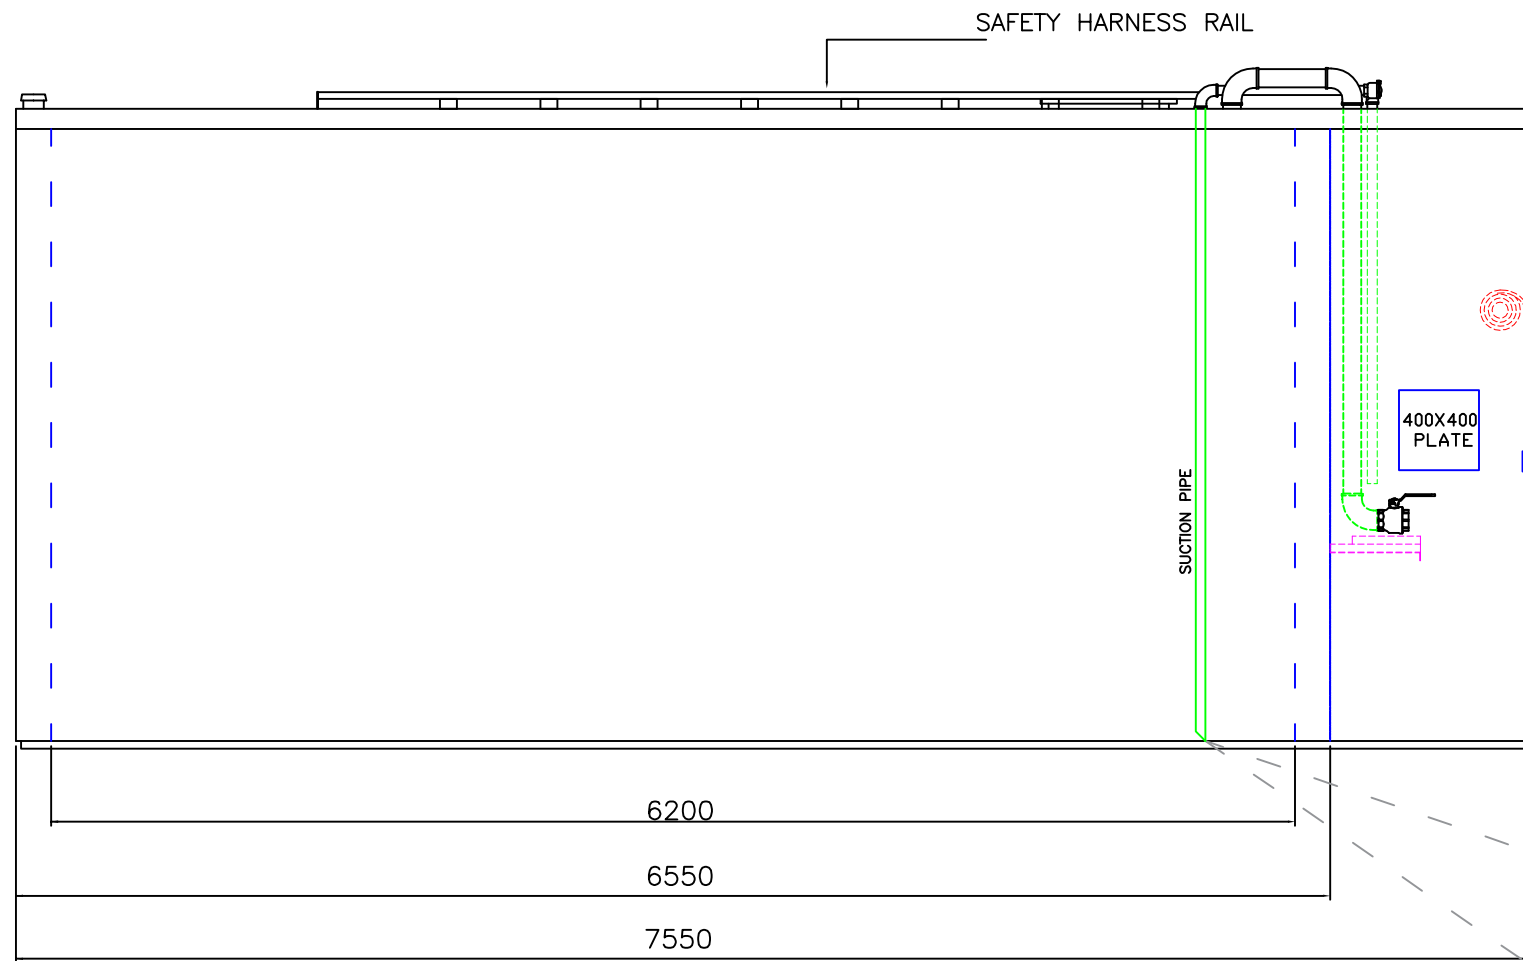 SAFETY HARNESS RAIL
400X400
PLATE
SUCTION PIPE
6200
6550
7550